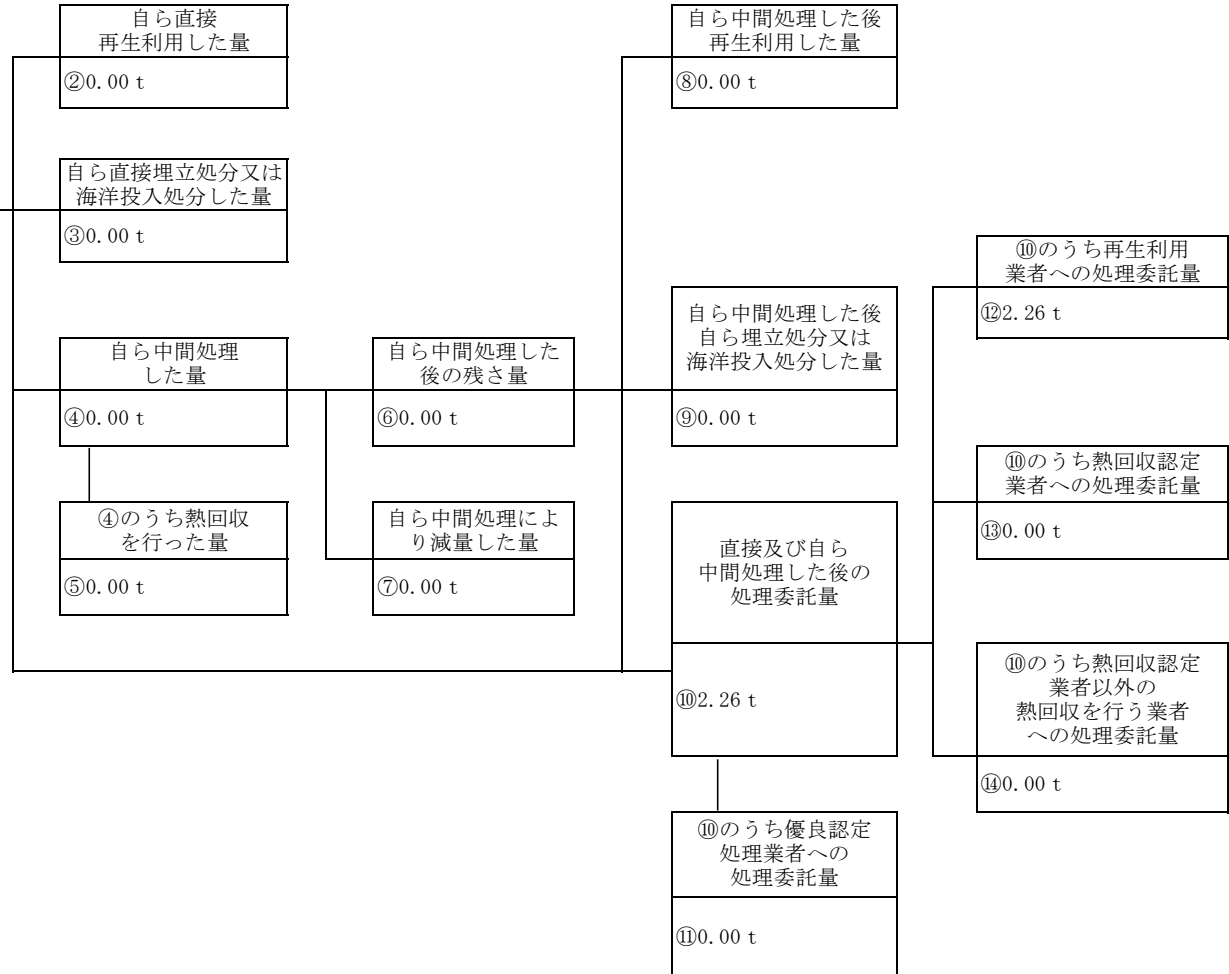 自ら直接
再生利用した量
②0.00 t
自ら直接埋立処分又は
海洋投入処分した量
③0.00 t
自ら中間処理
した量
④0.00 t
④のうち熱回収
を行った量
⑤0.00 t
自ら中間処理した
後の残さ量
⑥0.00 t
自ら中間処理によ
り減量した量
⑦0.00 t
自ら中間処理した後
再生利用した量
⑧0.00 t
自ら中間処理した後
自ら埋立処分又は
海洋投入処分した量
⑨0.00 t
直接及び自ら
中間処理した後の
処理委託量
⑩2.26 t
⑩のうち優良認定
処理業者への
処理委託量
⑪0.00 t
⑩のうち再生利用
業者への処理委託量
⑫2.26 t
⑩のうち熱回収認定
業者への処理委託量
⑬0.00 t
⑩のうち熱回収認定
業者以外の
熱回収を行う業者
への処理委託量
⑭0.00 t